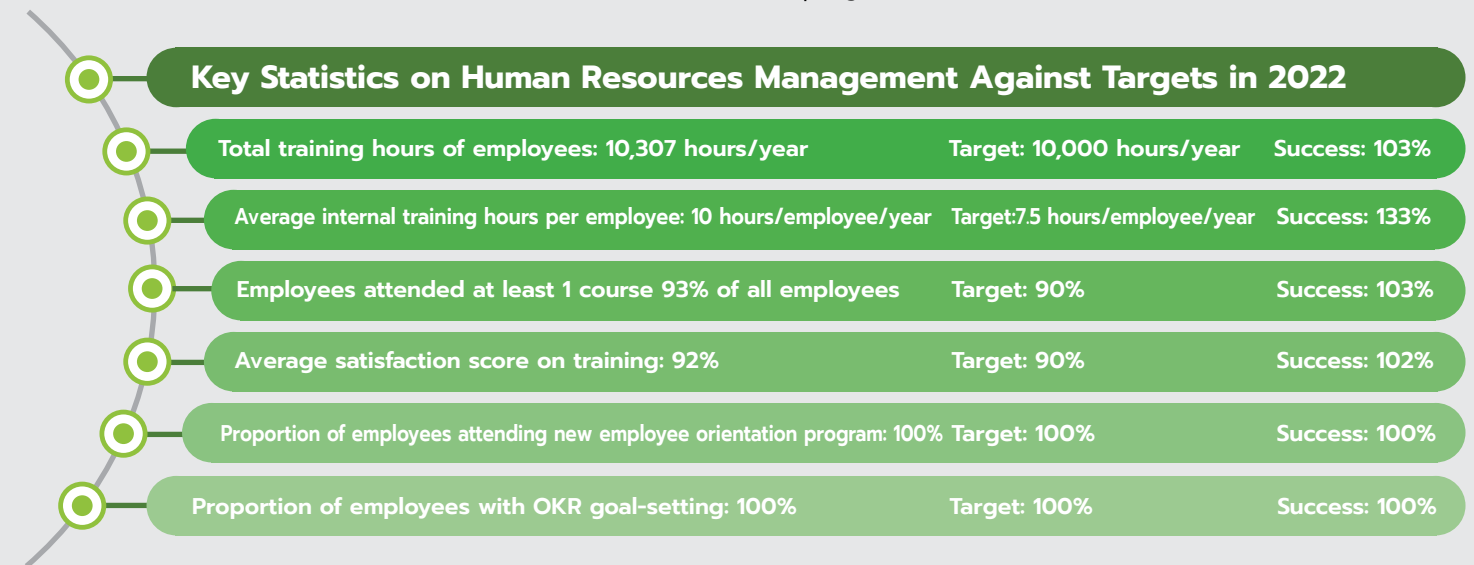 Key Statistics on Human Resources Management Against Targets in 2022
Total training hours of employees: 10,307 hours/year Target: 10,000 hours/year Success: 103%
Average internal training hours per employee: 10 hours/employee/year Target:7.5 hours/employee/year Success: 133%
Employees attended at least 1 course 93% of all employees Target: 90% Success: 103%
Average satisfaction score on training: 92% Target: 90% Success: 102%
Proportion of employees attending new employee orientation program: 100% Target: 100% Success: 100%
Proportion of employees with OKR goal-setting: 100% Target: 100% Success: 100%